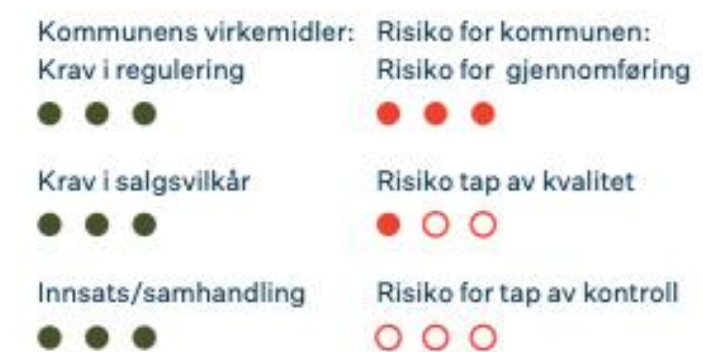 Kommunens virkemidler:
Krav i regulering
Krav i salgsvilkår
Innsats/samhandling
Risiko for kommunen:
Risiko for gjennomføring
Risiko tap av kvalitet
Risiko for tap av kontroll